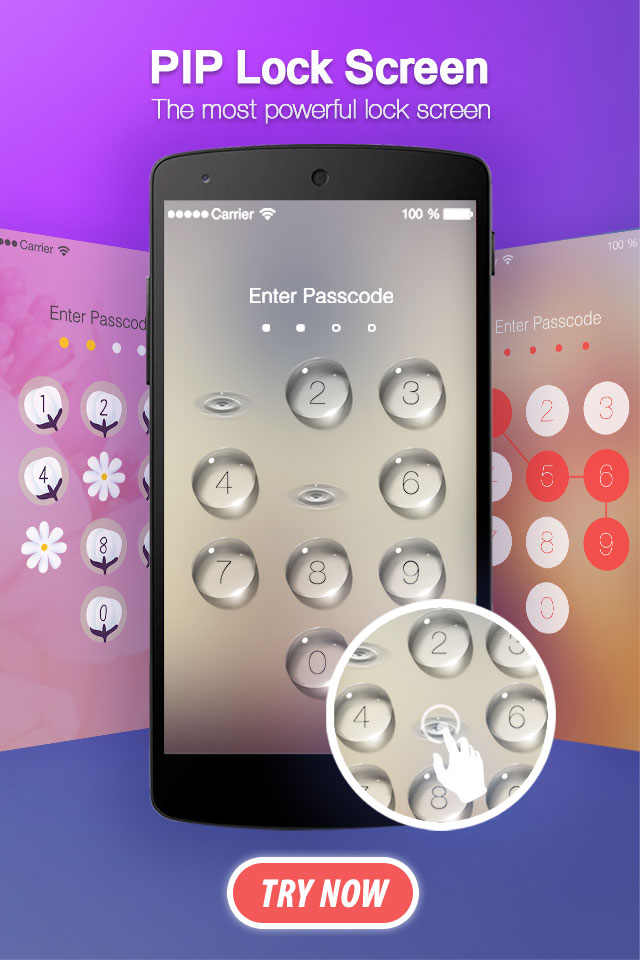 PIP Lock Screen
The most powerful lock screen
Carrier
100 %
Enter Passcode
2 3
4 6
7 8 9
0
Carrier
Enter Passcod
1 2
4
8
0
100 %
Enter Passcode
2 3
5 6
8 9
0
2 3
4 6
8
TRY NOW